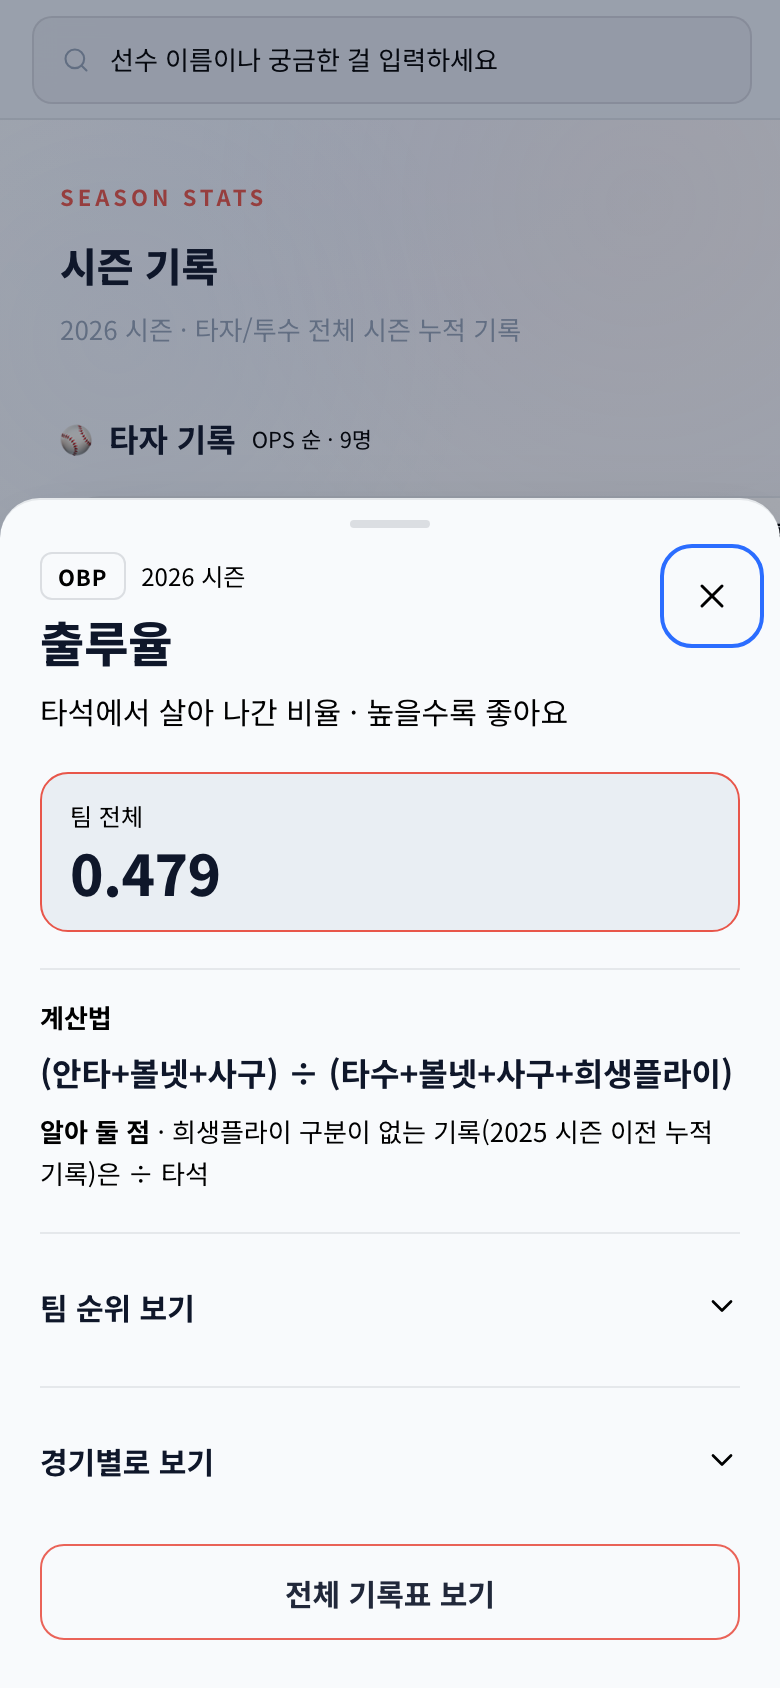 선수 이름이나 궁금한 걸 입력하세요
SEASON STATS
시즌 기록
2026 시즌 · 타자/투수 전체 시즌 누적 기록
타자 기록 OPS 순 · 9명
OBP 2026 시즌
출루율
타석에서 살아 나간 비율 · 높을수록 좋아요
팀 전체
0.479
계산법
(안타+볼넷+사구) ÷ (타수+볼넷+사구+희생플라이)
알아 둘 점 · 희생플라이 구분이 없는 기록(2025 시즌 이전 누적
기록)은 ÷ 타석
팀 순위 보기
경기별로 보기
전체 기록표 보기